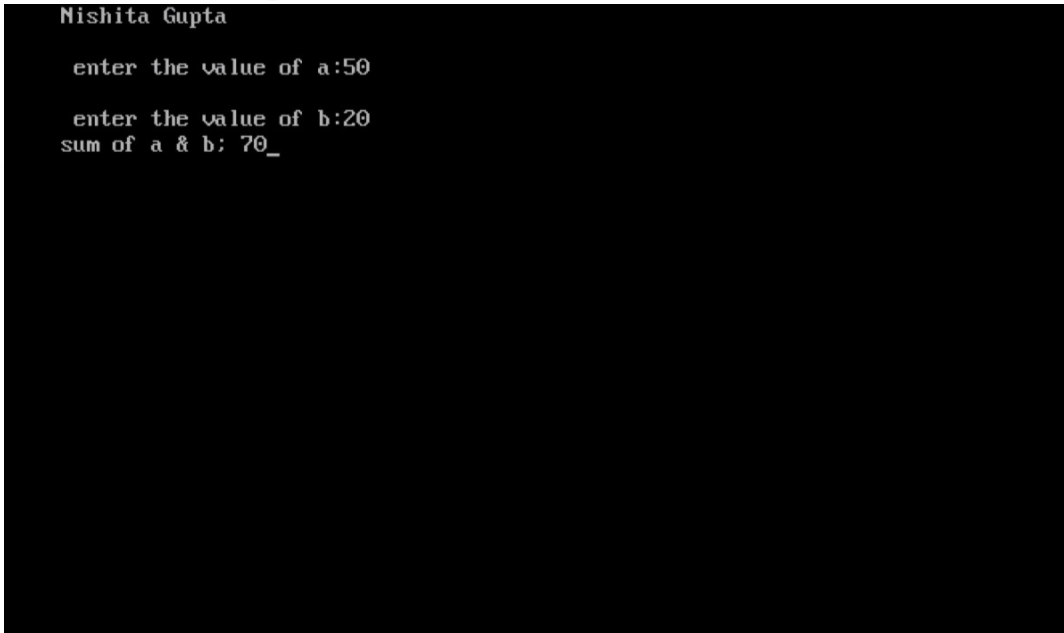 Nishita Gupta
enter the value of a:50
enter the value of b:20
sum of a & b; 70_